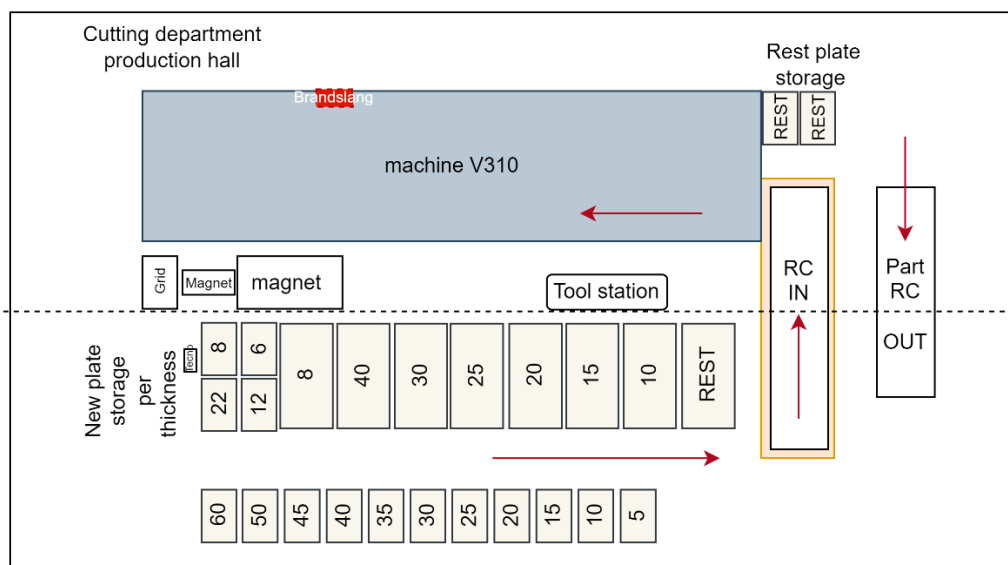 Cutting department
production hall
Rest plate
storage
Brandslang
REST
REST
machine V310
Grid
Magnet
magnet
Tool station
RC
IN
Part
RC
OUT
New plate
storage
per
thickness
Tecno
8
6
22
12
8
40
30
25
20
15
10
REST
60
50
45
40
35
30
25
20
15
10
5